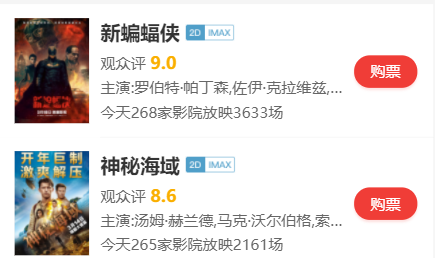 新蝙蝠侠 2D IMAX
观众评 9.0
主演:罗伯特·帕丁森,佐伊·克拉维兹,...
今天268家影院放映3633场
购票
新蝙蝠侠
开年巨制
激爽解压
神秘海域 2D IMAX
观众评 8.6
主演:汤姆·赫兰德,马克·沃尔伯格,索...
今天265家影院放映2161场
购票